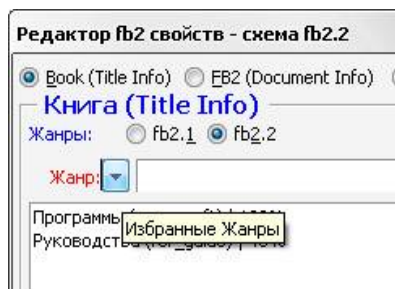 Редактор fb2 свойств - схема fb2.2
Book (Title Info) FB2 (Document Info)
Книга (Title Info)
Жанры: fb2.1 fb2.2
Жанр:
Программы
Избранные Жанры
Руководства